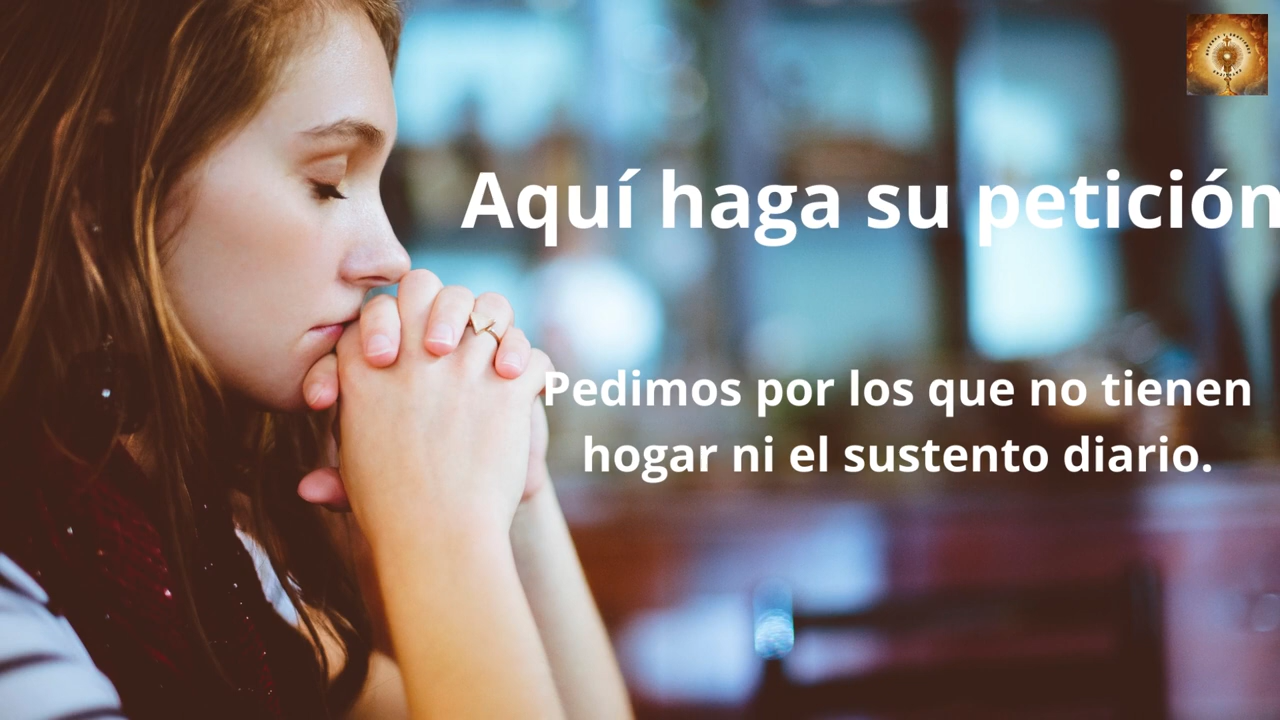 Aquí haga su petición
Pedimos por los que no tienen
hogar ni el sustento diario.